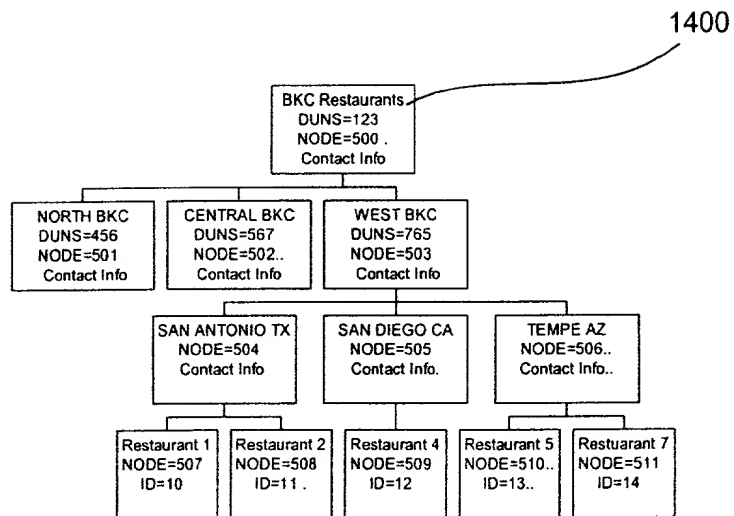 1400
BKC Restaurants
DUNS=123
NODE=500 .
Contact Info
NORTH BKC
DUNS=456
NODE=501
Contact Info
CENTRAL BKC
DUNS=567
NODE=502..
Contact Info
WEST BKC
DUNS=765
NODE=503
Contact Info
SAN ANTONIO TX
NODE=504
Contact Info
SAN DIEGO CA
NODE=505
Contact Info.
TEMPE AZ
NODE=506..
Contact Info..
Restaurant 1
NODE=507
ID=10
Restaurant 2
NODE=508
ID=11 .
Restaurant 4
NODE=509
ID=12
Restaurant 5
NODE=510..
ID=13..
Restuarant 7
NODE=511
ID=14